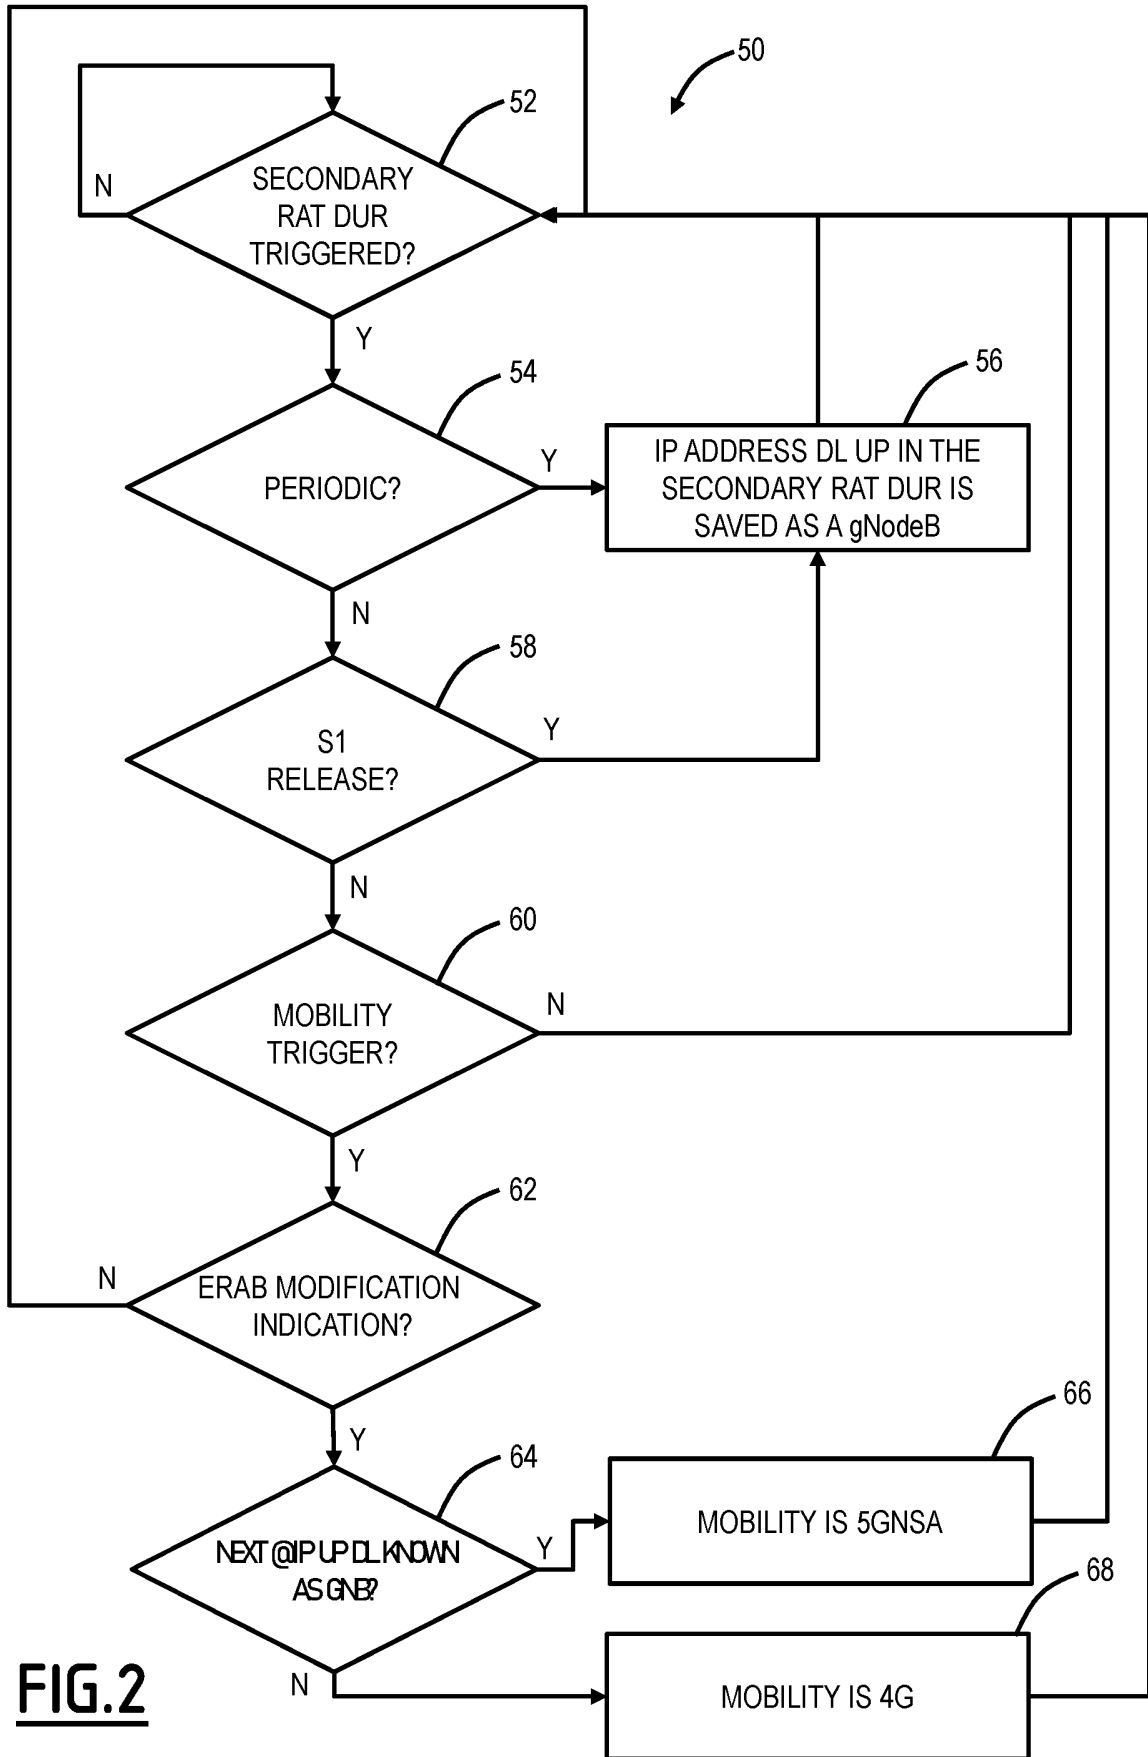 50
52
SECONDARY
RAT DUR
TRIGGERED?
N
Y
54
PERIODIC?
Y
56
IP ADDRESS DL UP IN THE
SECONDARY RAT DUR IS
SAVED AS A gNodeB
N
58
S1
RELEASE?
Y
N
60
MOBILITY
TRIGGER?
N
Y
62
ERAB MODIFICATION
INDICATION?
N
Y
64
NEXT @IP UP DL KNOWN
AS GNB?
Y
66
MOBILITY IS 5GNSA
N
68
MOBILITY IS 4G
FIG.2